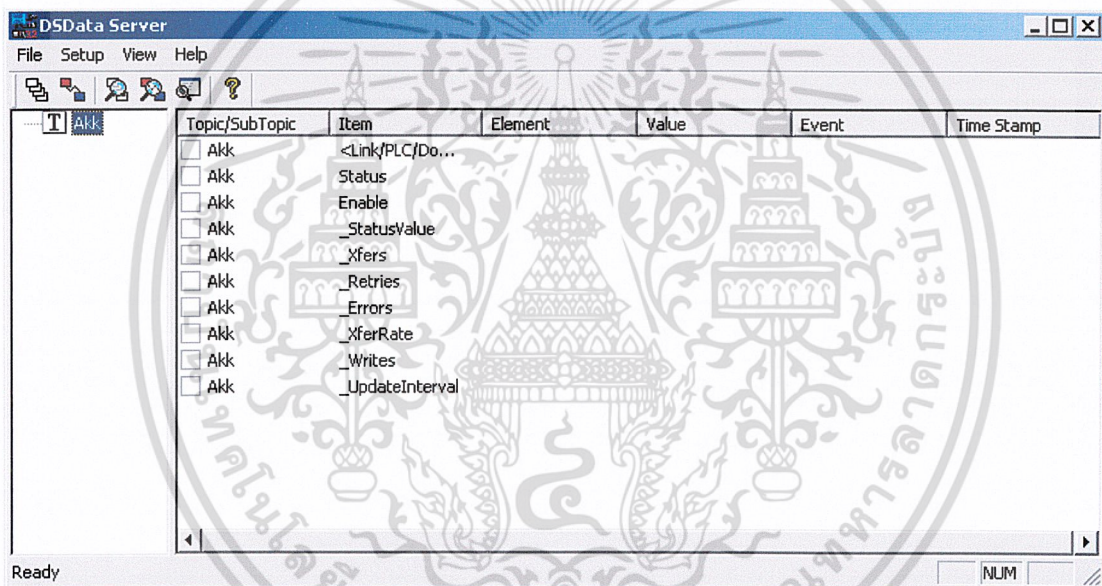 DSData Server
File Setup View Help
T Akk
Topic/SubTopic Item Element Value Event Time Stamp
Akk <Link/PLC/Do...
Akk Status
Akk Enable
Akk _StatusValue
Akk _Xfers
Akk _Retries
Akk _Errors
Akk _XferRate
Akk _Writes
Akk _UpdateInterval
Ready NUM